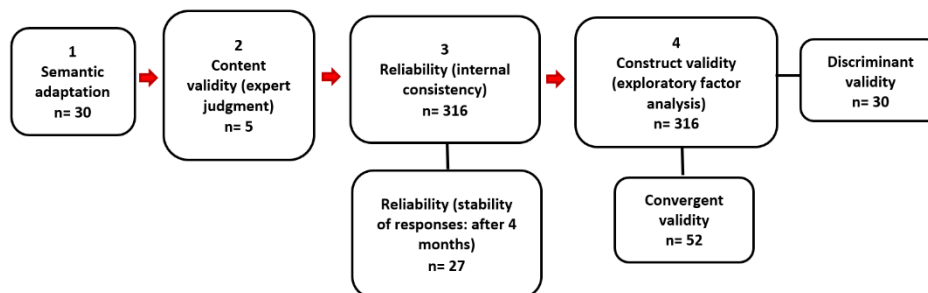 1
Semantic
adaptation
n= 30
2
Content
validity (expert
judgment)
n= 5
3
Reliability (internal
consistency)
n= 316
Reliability (stability
of responses: after 4
months)
n= 27
4
Construct validity
(exploratory factor
analysis)
n= 316
Convergent
validity
n= 52
Discriminant
validity
n= 30